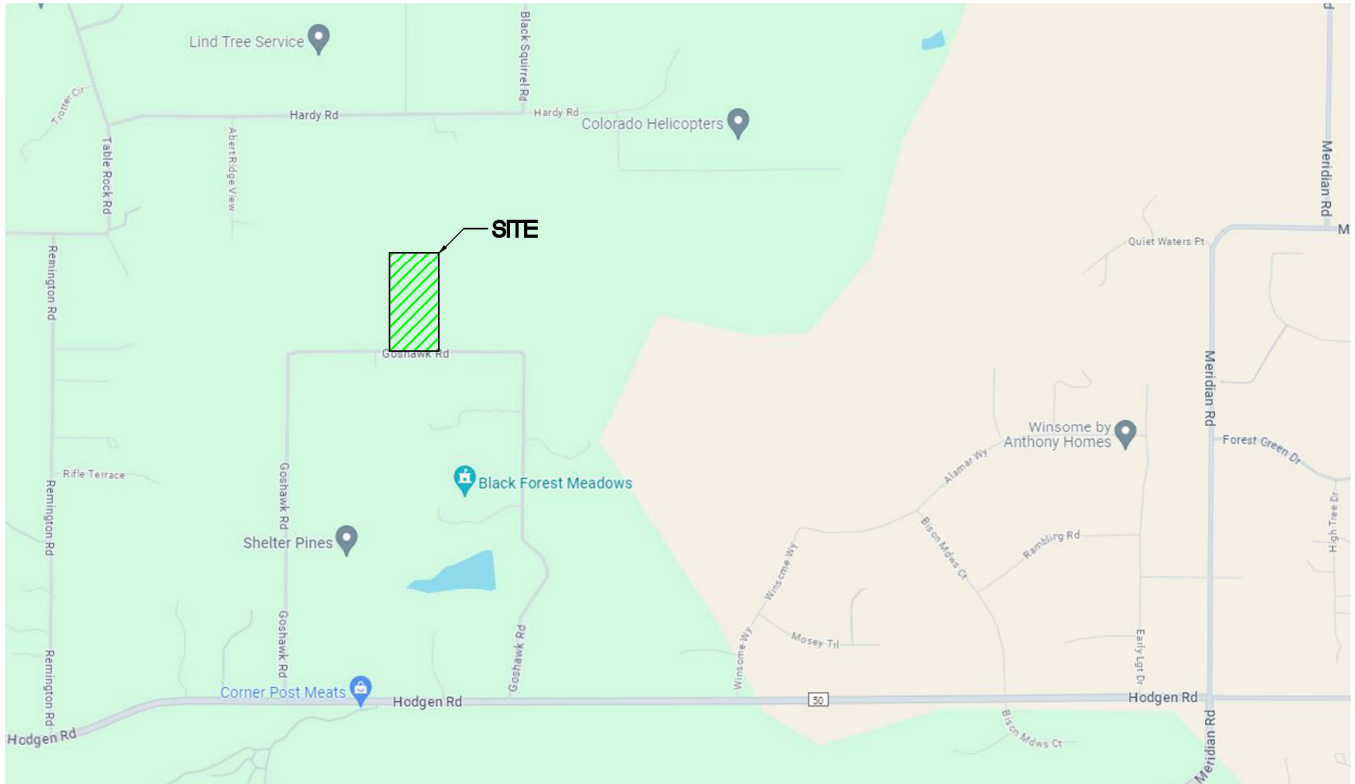 Lind Tree Service
Black Squirrel Rd
Trotter Cir
Hardy Rd
Hardy Rd
Colorado Helicopters
Table Rock Rd
Abert Ridge View
Meridian Rd
SITE
Quiet Waters Pt
M
Remington Rd
Goshawk Rd
Meridian Rd
Winsome by
Anthony Homes
Forest Green Dr
Rifle Terrace
Goshawk Rd
Black Forest Meadows
Alamar Wy
Remington Rd
High Tree Dr
Shelter Pines
Bison Mdws Ct
Rambling Rd
Winsome Wy
Goshawk Rd
Goshawk Rd
Winsome Wy
Mosey Trl
Early Lgt Dr
Remington Rd
Corner Post Meats
Hodgen Rd
50
Hodgen Rd
Hodgen Rd
Bison Mdws Ct
Meridian Rd